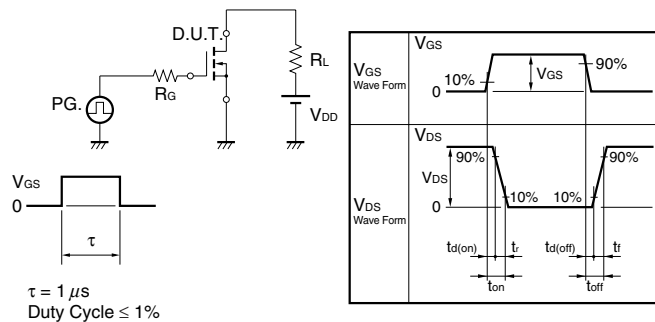 D.U.T.
RG
PG.
RL
VDD
VGS
0
τ
τ = 1 μs
Duty Cycle ≤ 1%
VGS
Wave Form
VGS
10%
0
VGS
90%
VDS
Wave Form
VDS
90%
VDS
0
10%
10%
90%
td(on)
tr
td(off)
tf
ton
toff